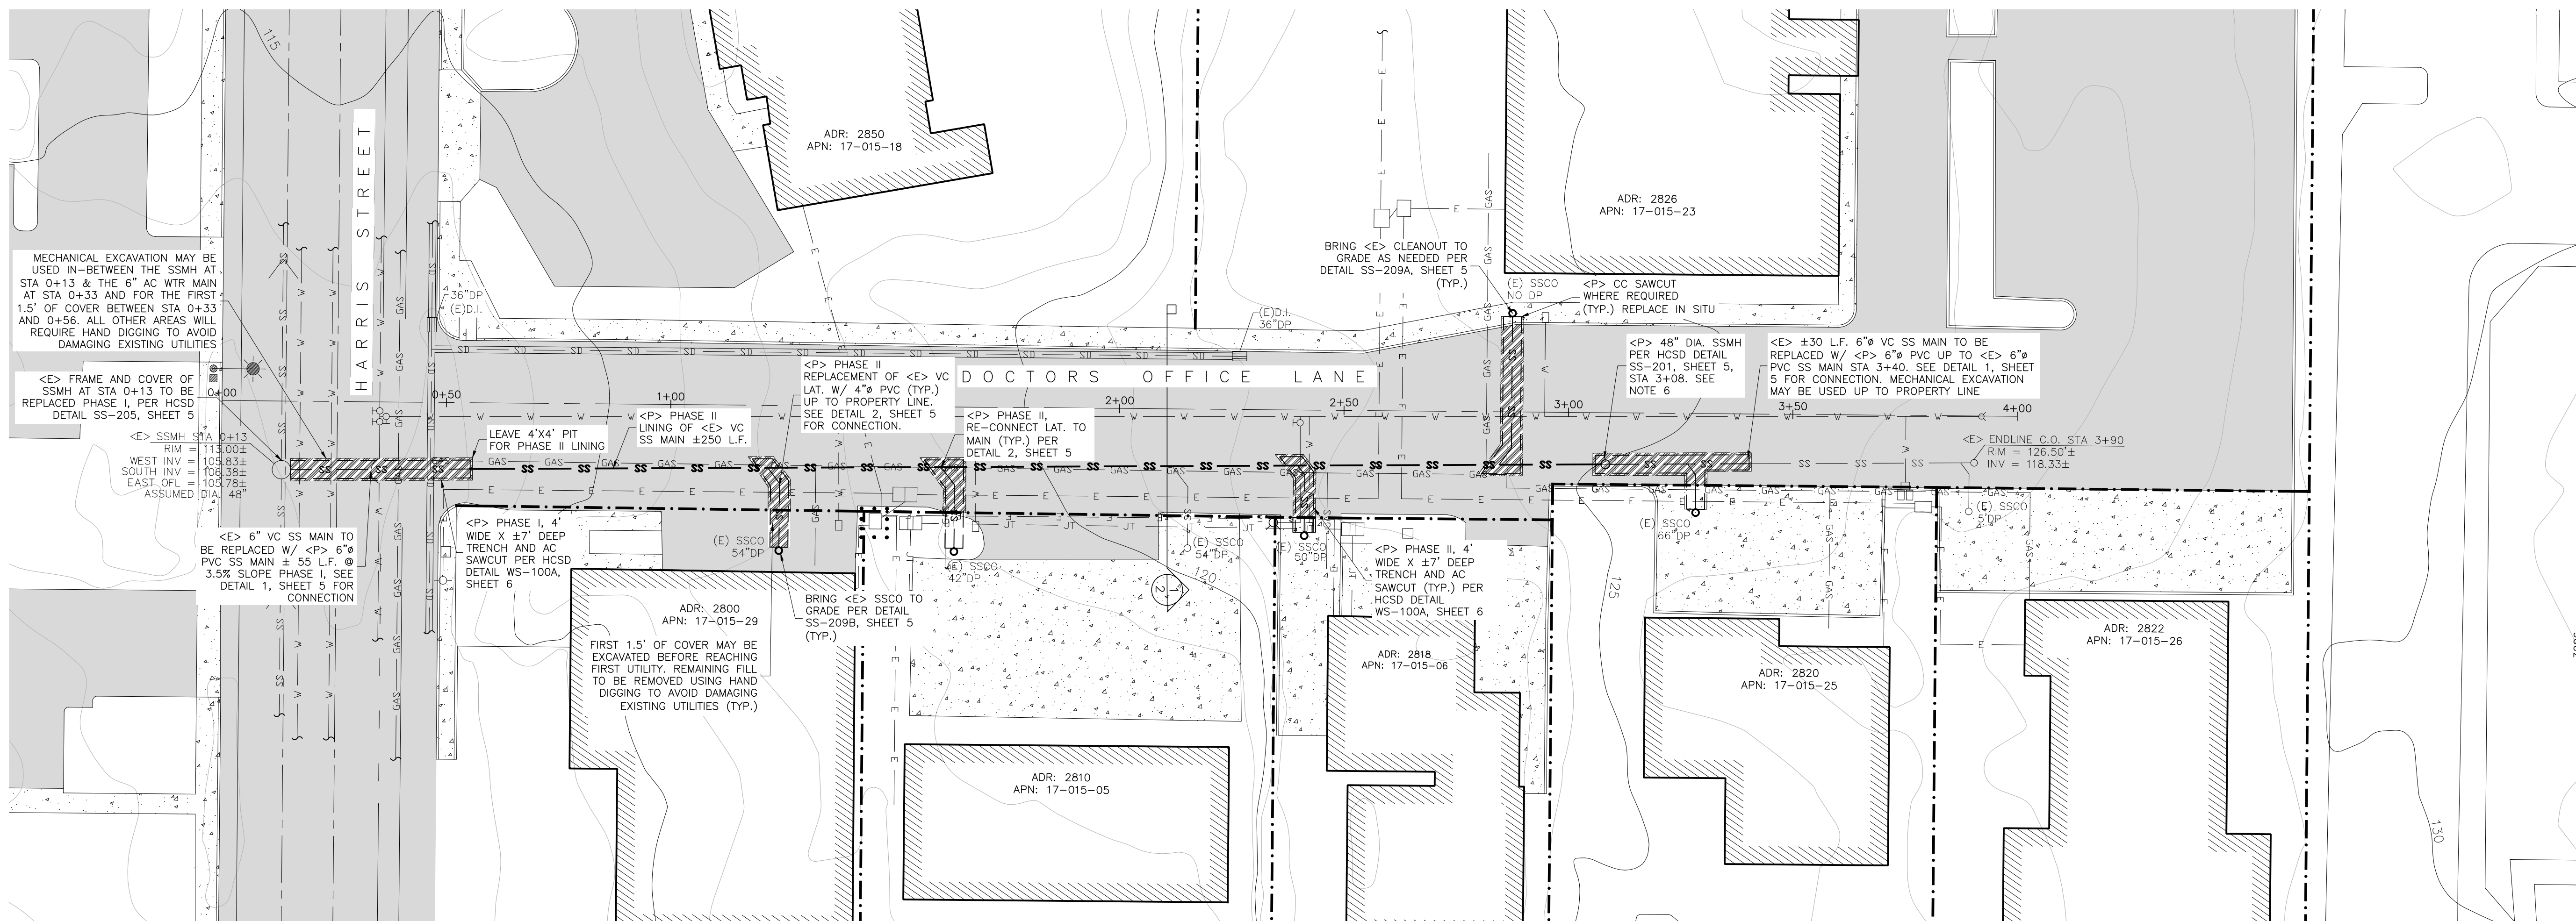 115
HARRIS STREET
ADR: 2850
APN: 17-015-18
ADR: 2826
APN: 17-015-23
MECHANICAL EXCAVATION MAY BE
USED IN-BETWEEN THE SSMH AT
STA 0+13 & THE 6" AC WTR MAIN
AT STA 0+33 AND FOR THE FIRST
1.5' OF COVER BETWEEN STA 0+33
AND 0+56. ALL OTHER AREAS WILL
REQUIRE HAND DIGGING TO AVOID
DAMAGING EXISTING UTILITIES
36"DP
(E)D.I.
(E)D.I.
36"DP
BRING <E> CLEANOUT TO
GRADE AS NEEDED PER
DETAIL SS-209A, SHEET 5
(TYP.)
(E) SSCO
NO DP
<P> CC SAWCUT
WHERE REQUIRED
(TYP.) REPLACE IN SITU
<P> 48" DIA. SSMH
PER HCSD DETAIL
SS-201, SHEET 5,
STA 3+08. SEE
NOTE 6
<E> ±30 L.F. 6"ø VC SS MAIN TO BE
REPLACED W/ <P> 6"ø PVC UP TO <E> 6"ø
PVC SS MAIN STA 3+40. SEE DETAIL 1, SHEET
5 FOR CONNECTION. MECHANICAL EXCAVATION
MAY BE USED UP TO PROPERTY LINE
<E> FRAME AND COVER OF
SSMH AT STA 0+13 TO BE
REPLACED PHASE I, PER HCSD
DETAIL SS-205, SHEET 5
<P> PHASE II
REPLACEMENT OF <E> VC
LAT. W/ 4"ø PVC (TYP.)
UP TO PROPERTY LINE.
SEE DETAIL 2, SHEET 5
FOR CONNECTION.
DOCTORS OFFICE LANE
0+00
0+50
1+00
2+00
2+50
3+00
3+50
4+00
<P> PHASE II
LINING OF <E> VC
SS MAIN ±250 L.F.
<P> PHASE II,
RE-CONNECT LAT. TO
MAIN (TYP.) PER
DETAIL 2, SHEET 5
LEAVE 4'X4' PIT
FOR PHASE II LINING
<E> SSMH STA 0+13
RIM = 113.00±
WEST INV = 105.83±
SOUTH INV = 106.38±
EAST OFL = 105.78±
ASSUMED DIA. 48"
<E> ENDLINE C.O. STA 3+90
RIM = 126.50'±
INV = 118.33±
<E> 6" VC SS MAIN TO
BE REPLACED W/ <P> 6"ø
PVC SS MAIN ± 55 L.F. @
3.5% SLOPE PHASE I, SEE
DETAIL 1, SHEET 5 FOR
CONNECTION
<P> PHASE I, 4'
WIDE X ±7' DEEP
TRENCH AND AC
SAWCUT PER HCSD
DETAIL WS-100A,
SHEET 6
(E) SSCO
54"DP
(E) SSCO
42"DP
(E) SSCO
54"DP
(E) SSCO
50"DP
(E) SSCO
66"DP
(E) SSCO
5'DP
<P> PHASE II, 4'
WIDE X ±7' DEEP
TRENCH AND AC
SAWCUT (TYP.) PER
HCSD DETAIL
WS-100A, SHEET 6
BRING <E> SSCO TO
GRADE PER DETAIL
SS-209B, SHEET 5
(TYP.)
120
1
2
125
130
ADR: 2800
APN: 17-015-29
FIRST 1.5' OF COVER MAY BE
EXCAVATED BEFORE REACHING
FIRST UTILITY. REMAINING FILL
TO BE REMOVED USING HAND
DIGGING TO AVOID DAMAGING
EXISTING UTILITIES (TYP.)
ADR: 2810
APN: 17-015-05
ADR: 2818
APN: 17-015-06
ADR: 2820
APN: 17-015-25
ADR: 2822
APN: 17-015-26
SS
W
GAS
SD
E
JT